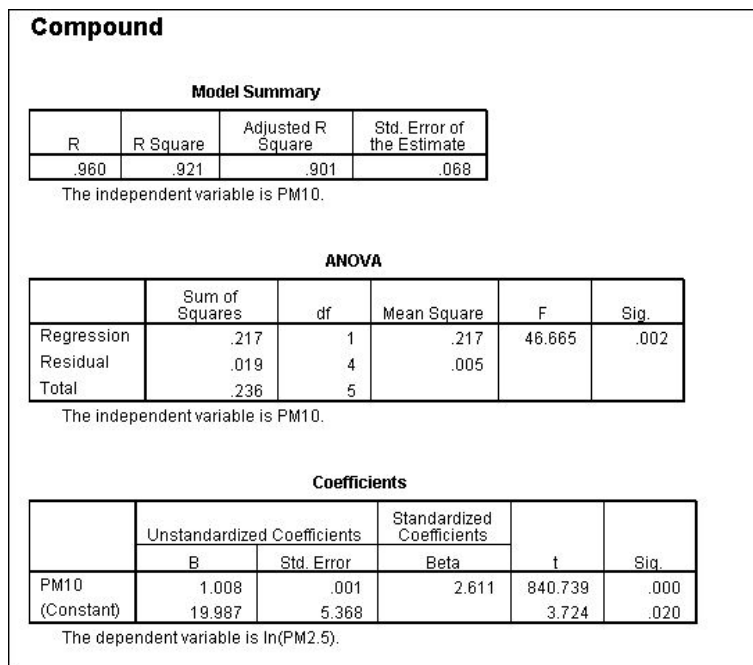 Compound
Model Summary
R R Square Adjusted R Square Std. Error of the Estimate
.960 .921 .901 .068
The independent variable is PM10.
ANOVA
Sum of Squares df Mean Square F Sig.
Regression .217 1 .217 46.665 .002
Residual .019 4 .005
Total .236 5
The independent variable is PM10.
Coefficients
Unstandardized Coefficients Standardized Coefficients
B Std. Error Beta t Sig.
PM10 1.008 .001 2.611 840.739 .000
(Constant) 19.987 5.368 3.724 .020
The dependent variable is ln(PM2.5).